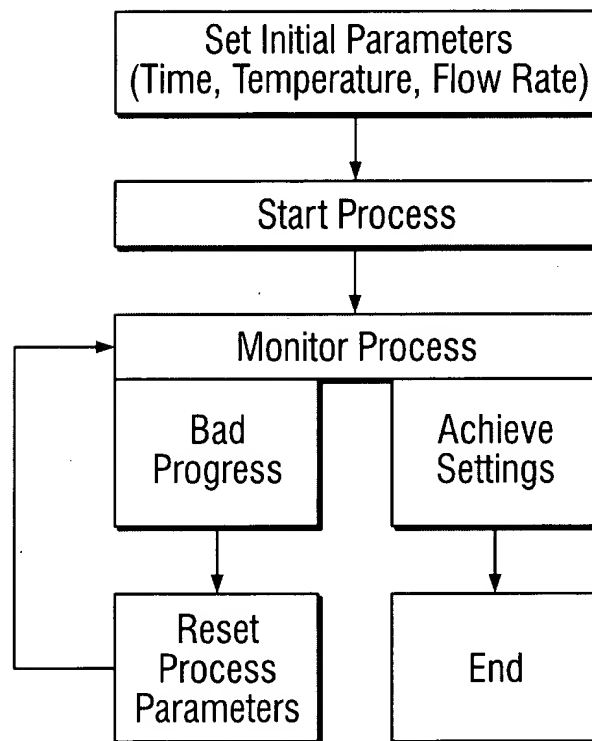 Set Initial Parameters
(Time, Temperature, Flow Rate)
Start Process
Monitor Process
Bad
Progress
Achieve
Settings
Reset
Process
Parameters
End